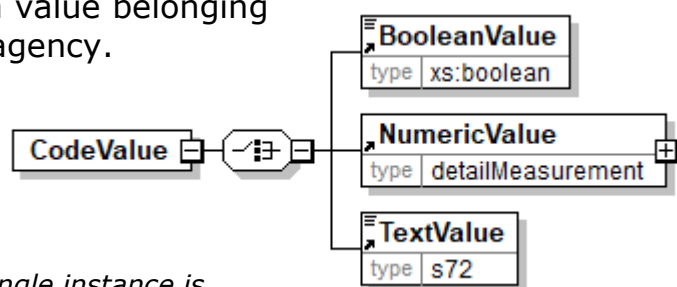 value belonging
agency.
BooleanValue
type xs:boolean
CodeValue
NumericValue
type detailMeasurement
TextValue
type s72
ngle instance is